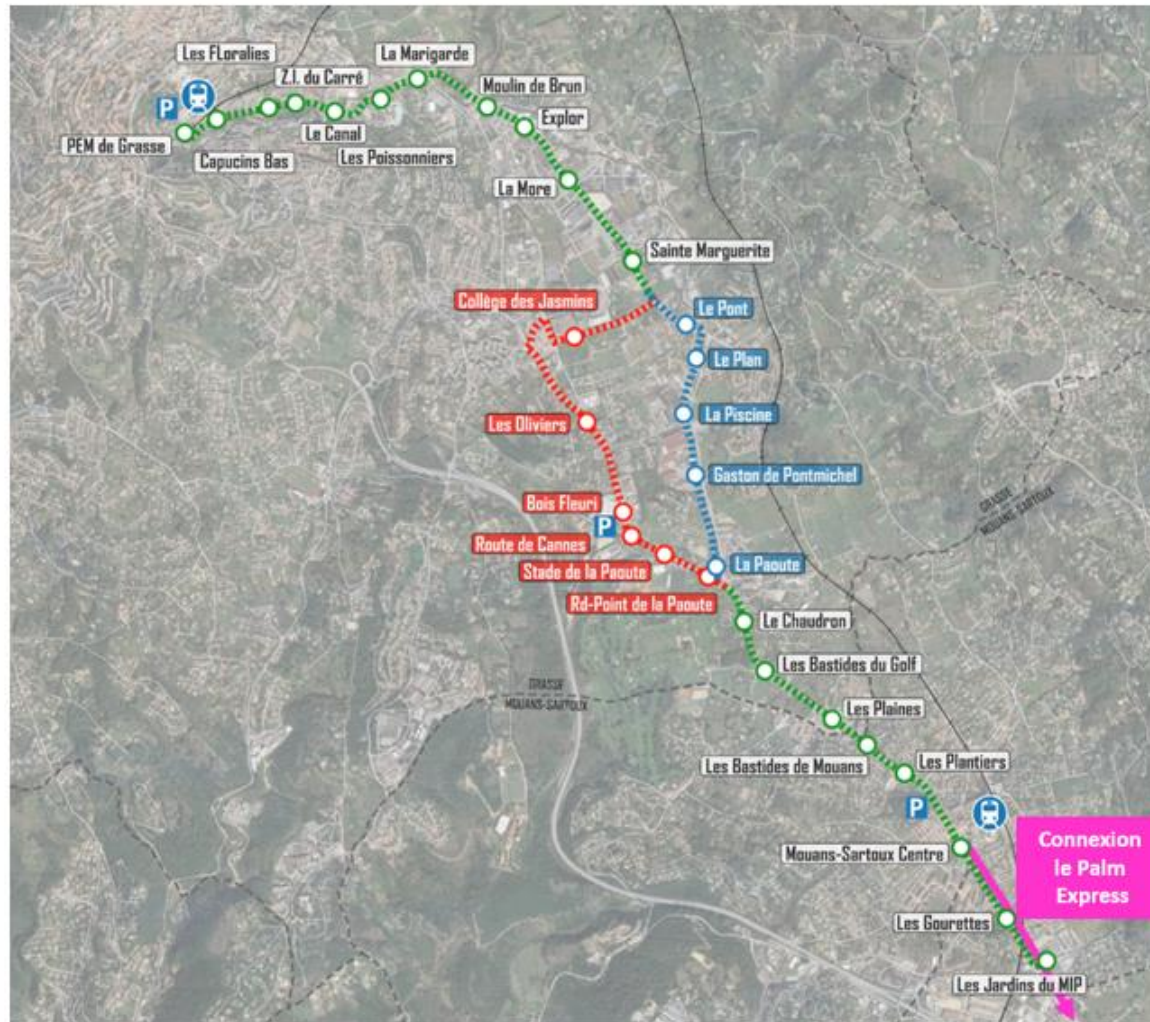 Les FLoralies
La Marigarde
Z.I. du Carré
Moulin de Brun
P
Explor
PEM de Grasse
Le Canal
Capucins Bas
Les Poissonniers
La More
Sainte Marguerite
Collège des Jasmins
Le Pont
Le Plan
La Piscine
Les Oliviers
Gaston de Pontmichel
Bois Fleuri
P
Route de Cannes
Stade de la Paoute
La Paoute
Rd-Point de la Paoute
GRASSE
MOUANS-SARTOUX
Le Chaudron
Les Bastides du Golf
GRASSE
MOUANS-SARTOUX
Les Plaines
Les Bastides de Mouans
Les Plantiers
P
Mouans-Sartoux Centre
Connexion
le Palm
Express
Les Gourettes
Les Jardins du MIP